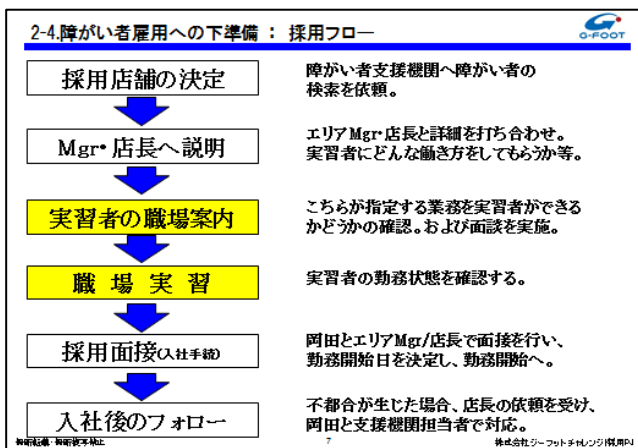 2-4.障がい者雇用への下準備 : 採用フロー
G-FOOT
採用店舗の決定
障がい者支援機関へ障がい者の
検索を依頼。
Mgr・店長へ説明
エリアMgr・店長と詳細を打ち合わせ。
実習者にどんな働き方をしてもらうか等。
実習者の職場案内
こちらが指定する業務を実習者ができる
かどうかの確認。および面談を実施。
職場実習
実習者の勤務状態を確認する。
採用面接(入社手続)
岡田とエリアMgr/店長で面接を行い、
勤務開始日を決定し、勤務開始へ。
入社後のフォロー
不都合が生じた場合、店長の依頼を受け、
岡田と支援機関担当者で対応。
無断転載・無断複写禁止
7
株式会社ジーフットチャレンジド採用PJ